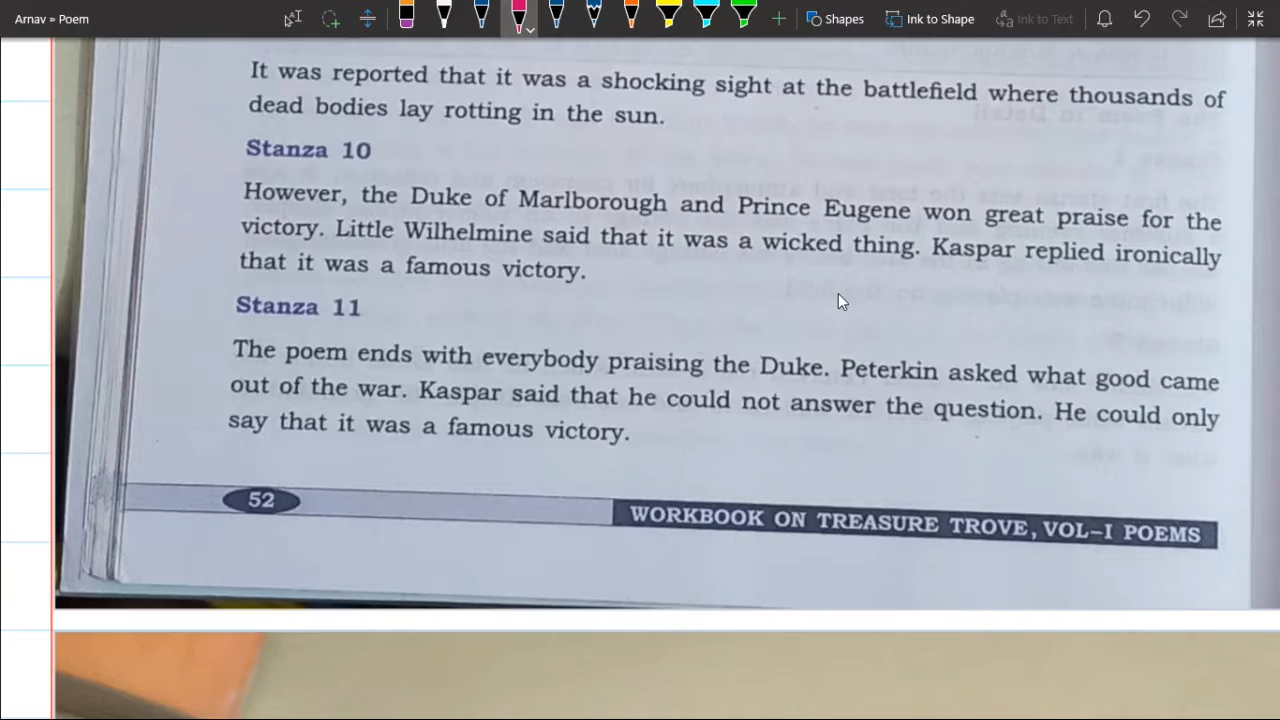 Arnav » Poem
Shapes
Ink to Shape
Ink to Text
It was reported that it was a shocking sight at the battlefield where thousands of
dead bodies lay rotting in the sun.
Stanza 10
However, the Duke of Marlborough and Prince Eugene won great praise for the
victory. Little Wilhelmine said that it was a wicked thing. Kaspar replied ironically
that it was a famous victory.
Stanza 11
The poem ends with everybody praising the Duke. Peterkin asked what good came
out of the war. Kaspar said that he could not answer the question. He could only
say that it was a famous victory.
52
WORKBOOK ON TREASURE TROVE, VOL–I POEMS